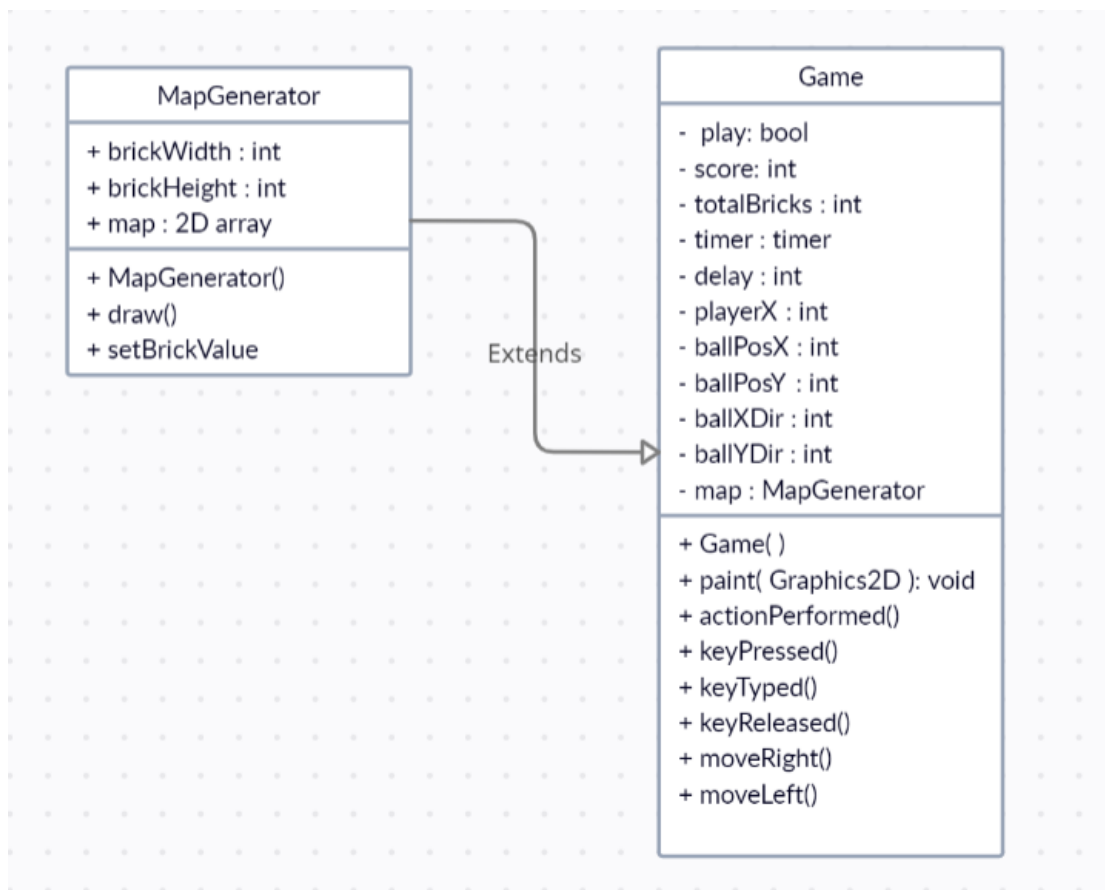 MapGenerator
+ brickWidth : int
+ brickHeight : int
+ map : 2D array
+ MapGenerator()
+ draw()
+ setBrickValue
Extends
Game
- play: bool
- score: int
- totalBricks : int
- timer : timer
- delay : int
- playerX : int
- ballPosX : int
- ballPosY : int
- ballXDir : int
- ballYDir : int
- map : MapGenerator
+ Game( )
+ paint( Graphics2D ): void
+ actionPerformed()
+ keyPressed()
+ keyTyped()
+ keyReleased()
+ moveRight()
+ moveLeft()